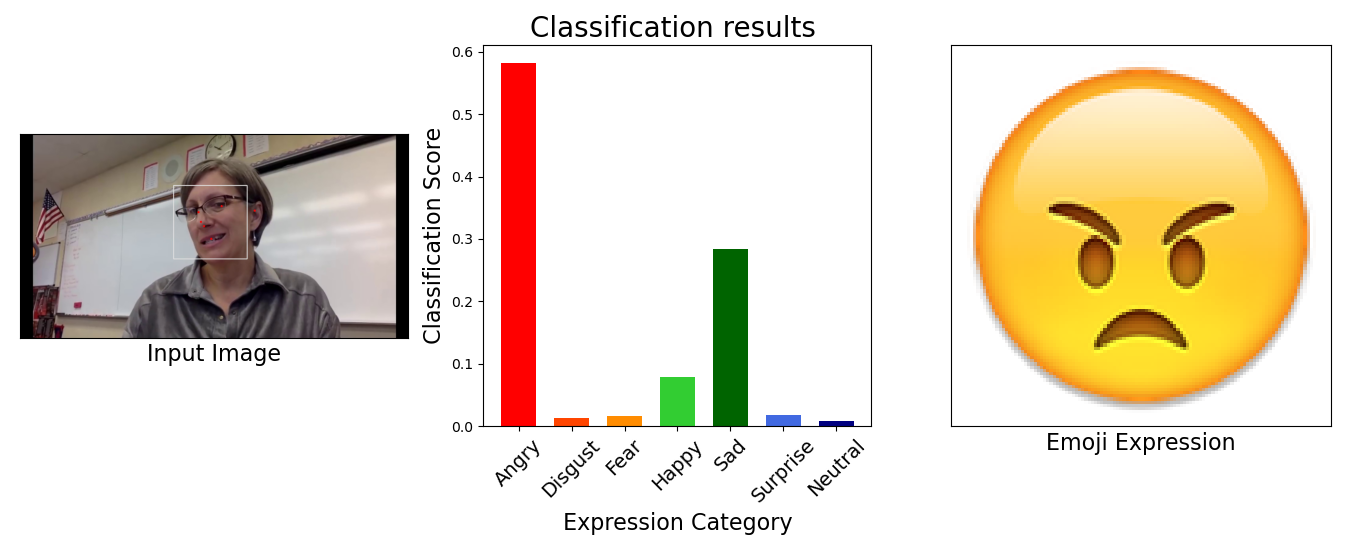 Classification results
Classification Score
0.6
0.5
0.4
0.3
0.2
0.1
0.0
Angry
Disgust
Fear
Happy
Sad
Surprise
Neutral
Expression Category
Input Image
Emoji Expression